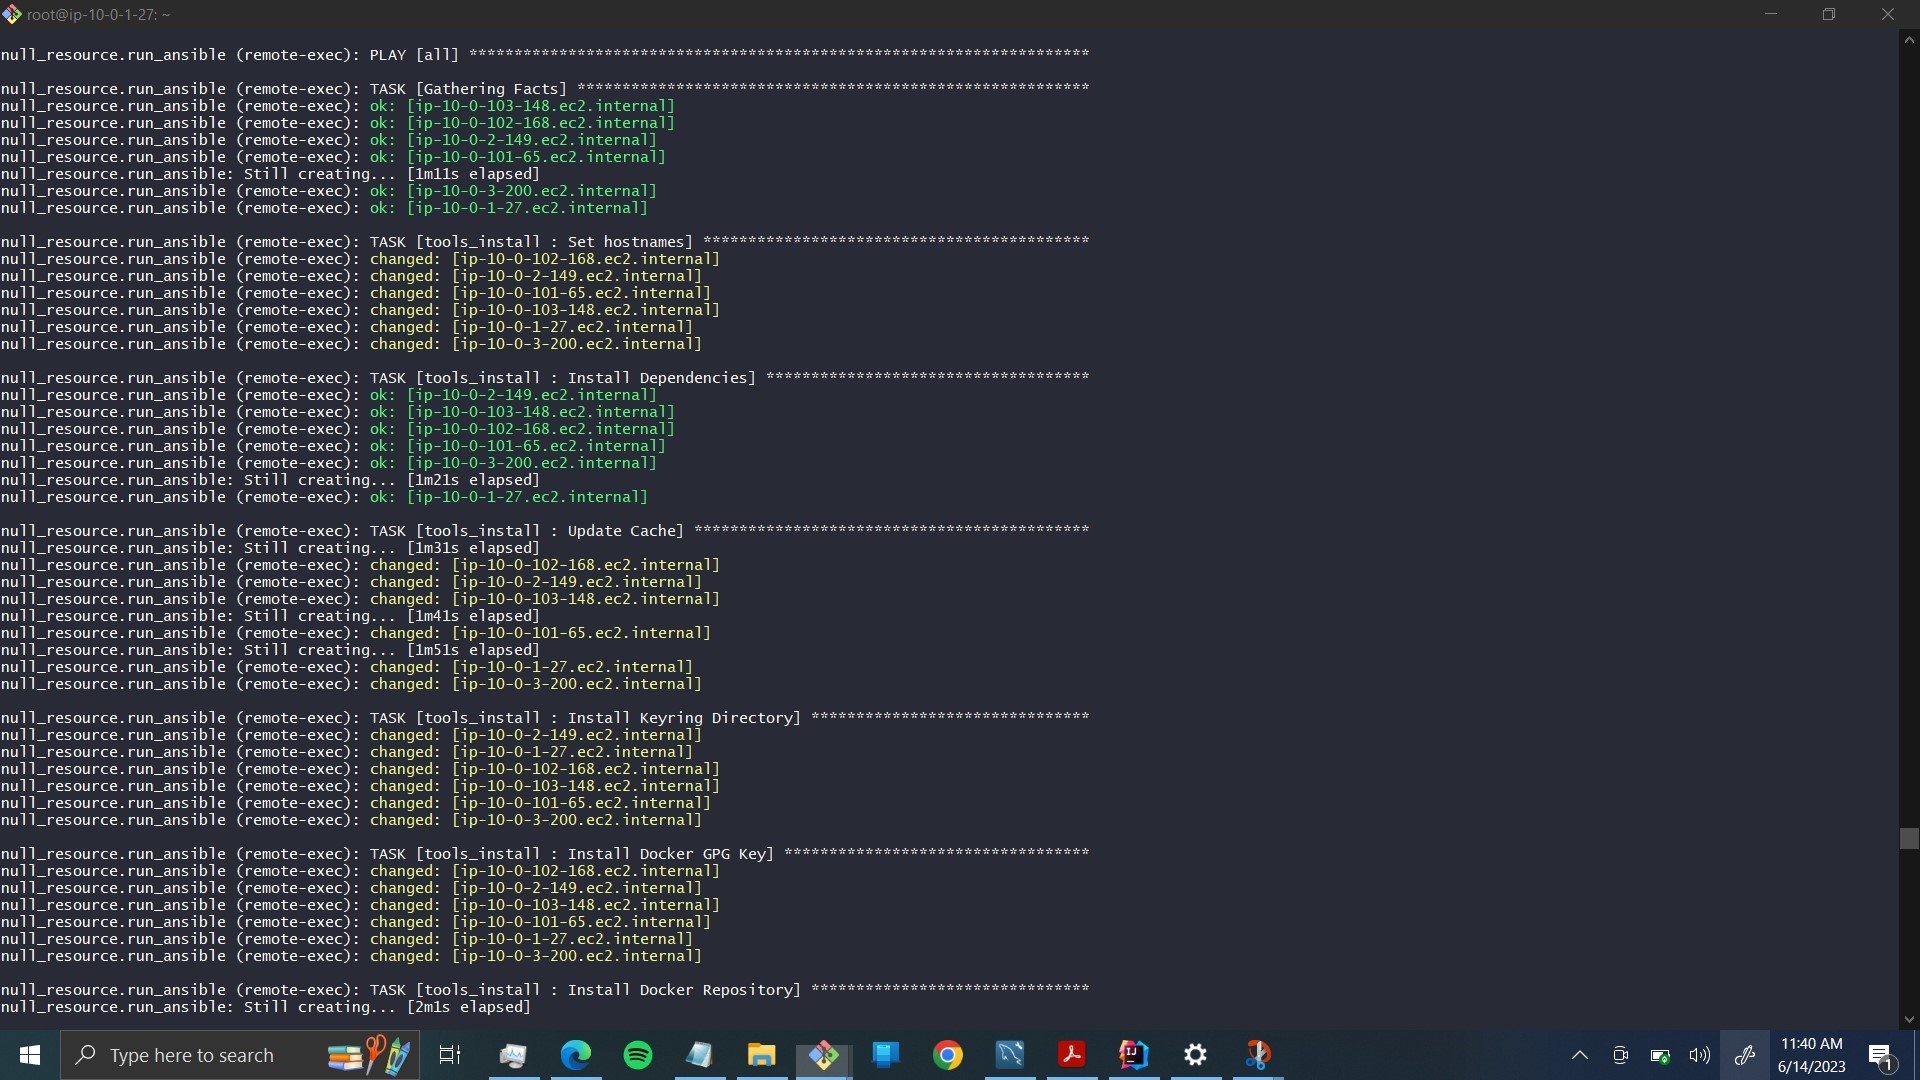 root@ip-10-0-1-27: ~
null_resource.run_ansible (remote-exec): PLAY [all] *********************************************************************
null_resource.run_ansible (remote-exec): TASK [Gathering Facts] *********************************************************
null_resource.run_ansible (remote-exec): ok: [ip-10-0-103-148.ec2.internal]
null_resource.run_ansible (remote-exec): ok: [ip-10-0-102-168.ec2.internal]
null_resource.run_ansible (remote-exec): ok: [ip-10-0-2-149.ec2.internal]
null_resource.run_ansible (remote-exec): ok: [ip-10-0-101-65.ec2.internal]
null_resource.run_ansible: Still creating... [1m11s elapsed]
null_resource.run_ansible (remote-exec): ok: [ip-10-0-3-200.ec2.internal]
null_resource.run_ansible (remote-exec): ok: [ip-10-0-1-27.ec2.internal]
null_resource.run_ansible (remote-exec): TASK [tools_install : Set hostnames] *******************************************
null_resource.run_ansible (remote-exec): changed: [ip-10-0-102-168.ec2.internal]
null_resource.run_ansible (remote-exec): changed: [ip-10-0-2-149.ec2.internal]
null_resource.run_ansible (remote-exec): changed: [ip-10-0-101-65.ec2.internal]
null_resource.run_ansible (remote-exec): changed: [ip-10-0-103-148.ec2.internal]
null_resource.run_ansible (remote-exec): changed: [ip-10-0-1-27.ec2.internal]
null_resource.run_ansible (remote-exec): changed: [ip-10-0-3-200.ec2.internal]
null_resource.run_ansible (remote-exec): TASK [tools_install : Install Dependencies] ************************************
null_resource.run_ansible (remote-exec): ok: [ip-10-0-2-149.ec2.internal]
null_resource.run_ansible (remote-exec): ok: [ip-10-0-103-148.ec2.internal]
null_resource.run_ansible (remote-exec): ok: [ip-10-0-102-168.ec2.internal]
null_resource.run_ansible (remote-exec): ok: [ip-10-0-101-65.ec2.internal]
null_resource.run_ansible (remote-exec): ok: [ip-10-0-3-200.ec2.internal]
null_resource.run_ansible: Still creating... [1m21s elapsed]
null_resource.run_ansible (remote-exec): ok: [ip-10-0-1-27.ec2.internal]
null_resource.run_ansible (remote-exec): TASK [tools_install : Update Cache] ********************************************
null_resource.run_ansible: Still creating... [1m31s elapsed]
null_resource.run_ansible (remote-exec): changed: [ip-10-0-102-168.ec2.internal]
null_resource.run_ansible (remote-exec): changed: [ip-10-0-2-149.ec2.internal]
null_resource.run_ansible (remote-exec): changed: [ip-10-0-103-148.ec2.internal]
null_resource.run_ansible: Still creating... [1m41s elapsed]
null_resource.run_ansible (remote-exec): changed: [ip-10-0-101-65.ec2.internal]
null_resource.run_ansible: Still creating... [1m51s elapsed]
null_resource.run_ansible (remote-exec): changed: [ip-10-0-1-27.ec2.internal]
null_resource.run_ansible (remote-exec): changed: [ip-10-0-3-200.ec2.internal]
null_resource.run_ansible (remote-exec): TASK [tools_install : Install Keyring Directory] *******************************
null_resource.run_ansible (remote-exec): changed: [ip-10-0-2-149.ec2.internal]
null_resource.run_ansible (remote-exec): changed: [ip-10-0-1-27.ec2.internal]
null_resource.run_ansible (remote-exec): changed: [ip-10-0-102-168.ec2.internal]
null_resource.run_ansible (remote-exec): changed: [ip-10-0-103-148.ec2.internal]
null_resource.run_ansible (remote-exec): changed: [ip-10-0-101-65.ec2.internal]
null_resource.run_ansible (remote-exec): changed: [ip-10-0-3-200.ec2.internal]
null_resource.run_ansible (remote-exec): TASK [tools_install : Install Docker GPG Key] **********************************
null_resource.run_ansible (remote-exec): changed: [ip-10-0-102-168.ec2.internal]
null_resource.run_ansible (remote-exec): changed: [ip-10-0-2-149.ec2.internal]
null_resource.run_ansible (remote-exec): changed: [ip-10-0-103-148.ec2.internal]
null_resource.run_ansible (remote-exec): changed: [ip-10-0-101-65.ec2.internal]
null_resource.run_ansible (remote-exec): changed: [ip-10-0-1-27.ec2.internal]
null_resource.run_ansible (remote-exec): changed: [ip-10-0-3-200.ec2.internal]
null_resource.run_ansible (remote-exec): TASK [tools_install : Install Docker Repository] *******************************
null_resource.run_ansible: Still creating... [2m1s elapsed]
Type here to search
IJ
11:40 AM
6/14/2023
1